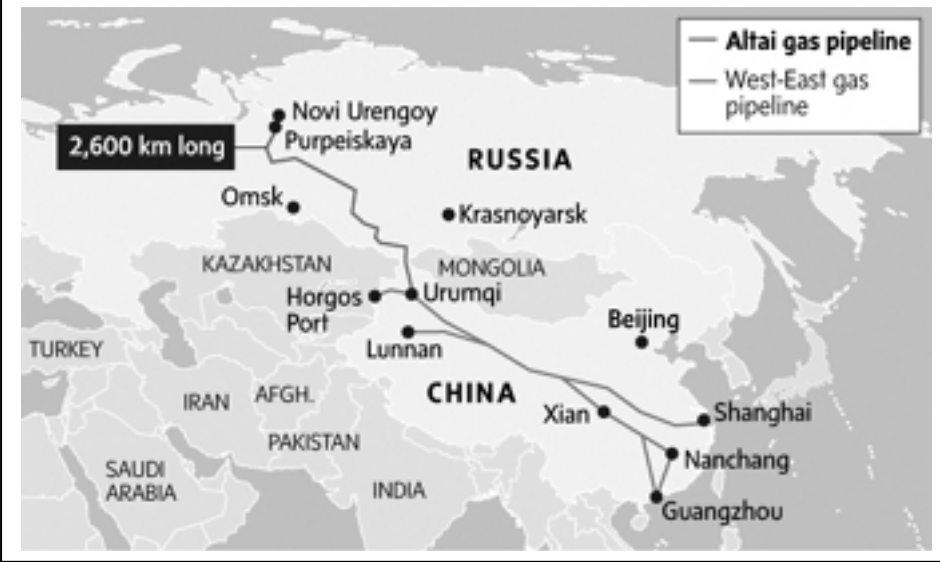 Altai gas pipeline
West-East gas
pipeline
Novi Urengoy
Purpeiskaya
2,600 km long
RUSSIA
Omsk
Krasnoyarsk
KAZAKHSTAN
MONGOLIA
Horgos
Port
Urumqi
Beijing
TURKEY
Lunnan
IRAN
AFGH.
CHINA
Xian
Shanghai
PAKISTAN
Nanchang
SAUDI
ARABIA
INDIA
Guangzhou